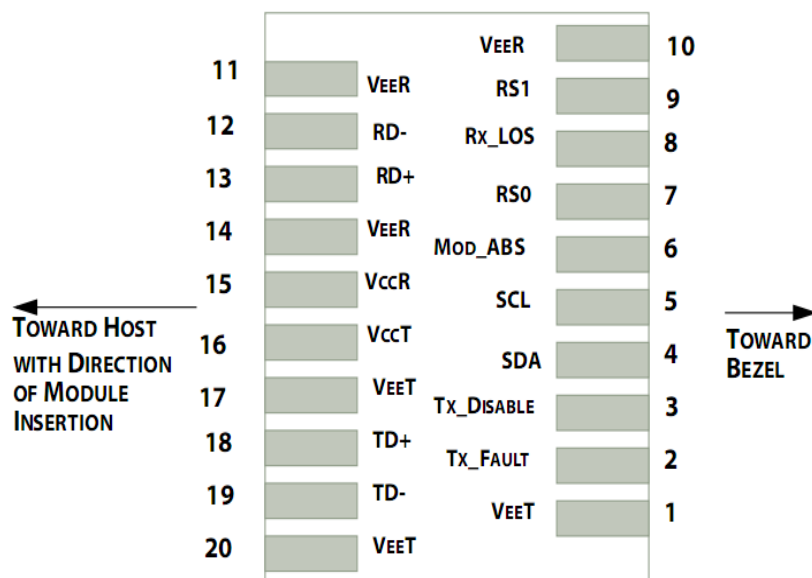 11 VEER
12 RD-
13 RD+
14 VEER
15 VCCR
16 VCCT
17 VEET
18 TD+
19 TD-
20 VEET
VEER 10
RS1 9
RX_LOS 8
RS0 7
MOD_ABS 6
SCL 5
SDA 4
TX_DISABLE 3
TX_FAULT 2
VEET 1
TOWARD HOST
WITH DIRECTION
OF MODULE
INSERTION
TOWARD
BEZEL